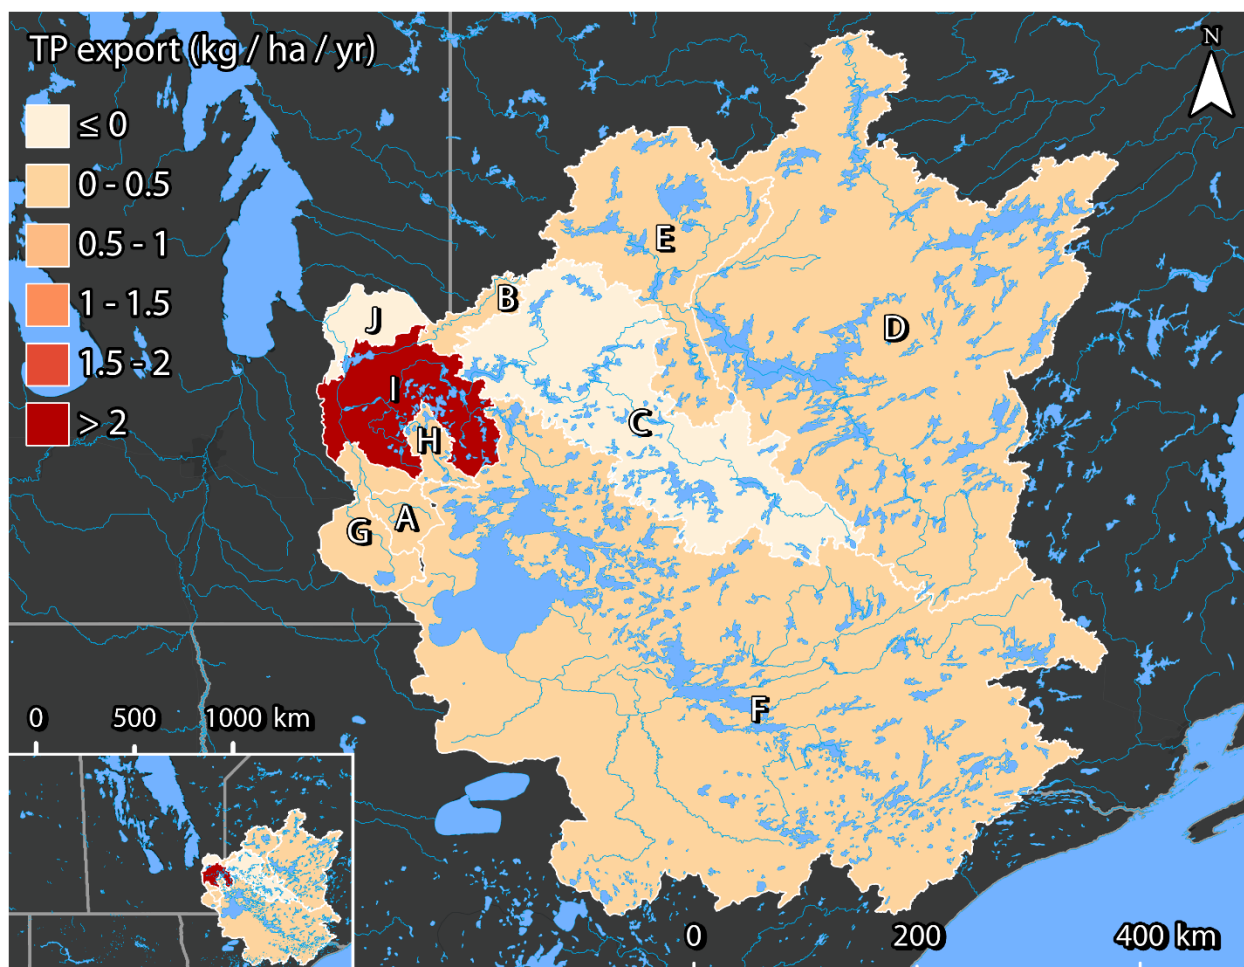 TP export (kg / ha / yr)
≤ 0
0 - 0.5
0.5 - 1
1 - 1.5
1.5 - 2
> 2
N
E
B
J
D
I
C
H
A
G
F
0 500 1000 km
0 200 400 km